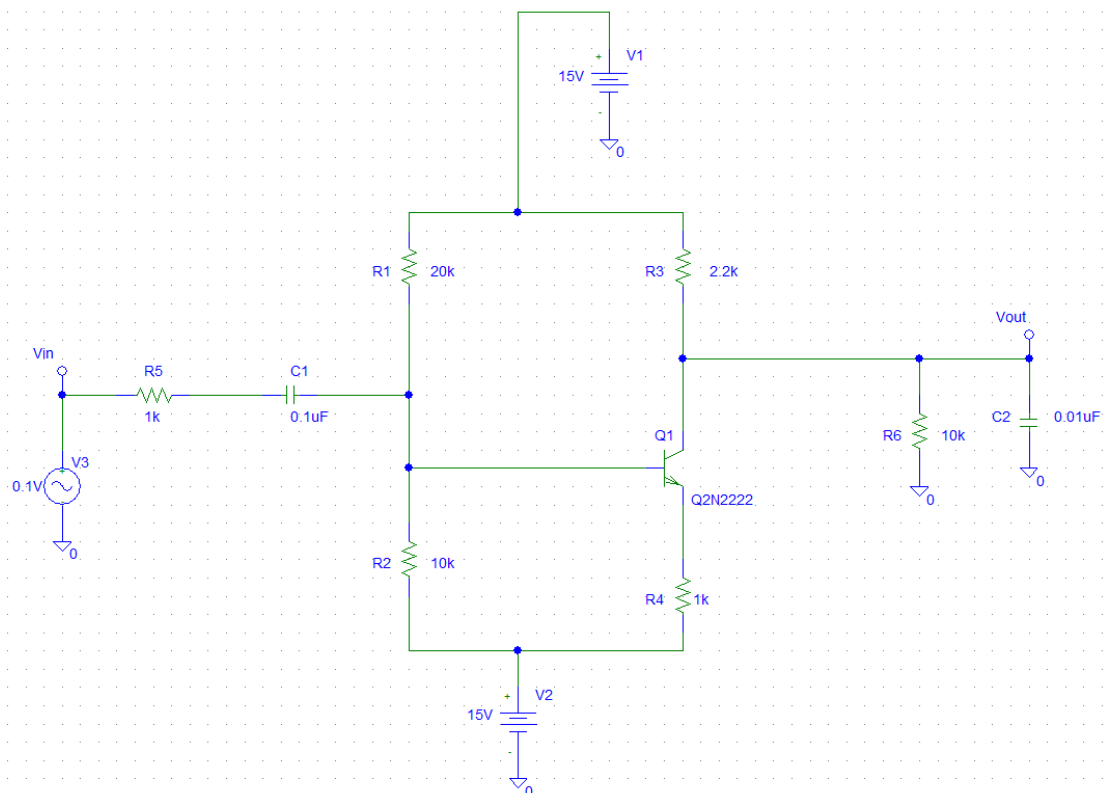 +
V1
15V
-
0
R1
20k
R3
2.2k
Vout
Vin
R5
1k
C1
0.1uF
C2
0.01uF
R6
10k
Q1
V3
+
0.1V
-
0
Q2N2222
0
0
R2
10k
R4
1k
+
V2
15V
-
0